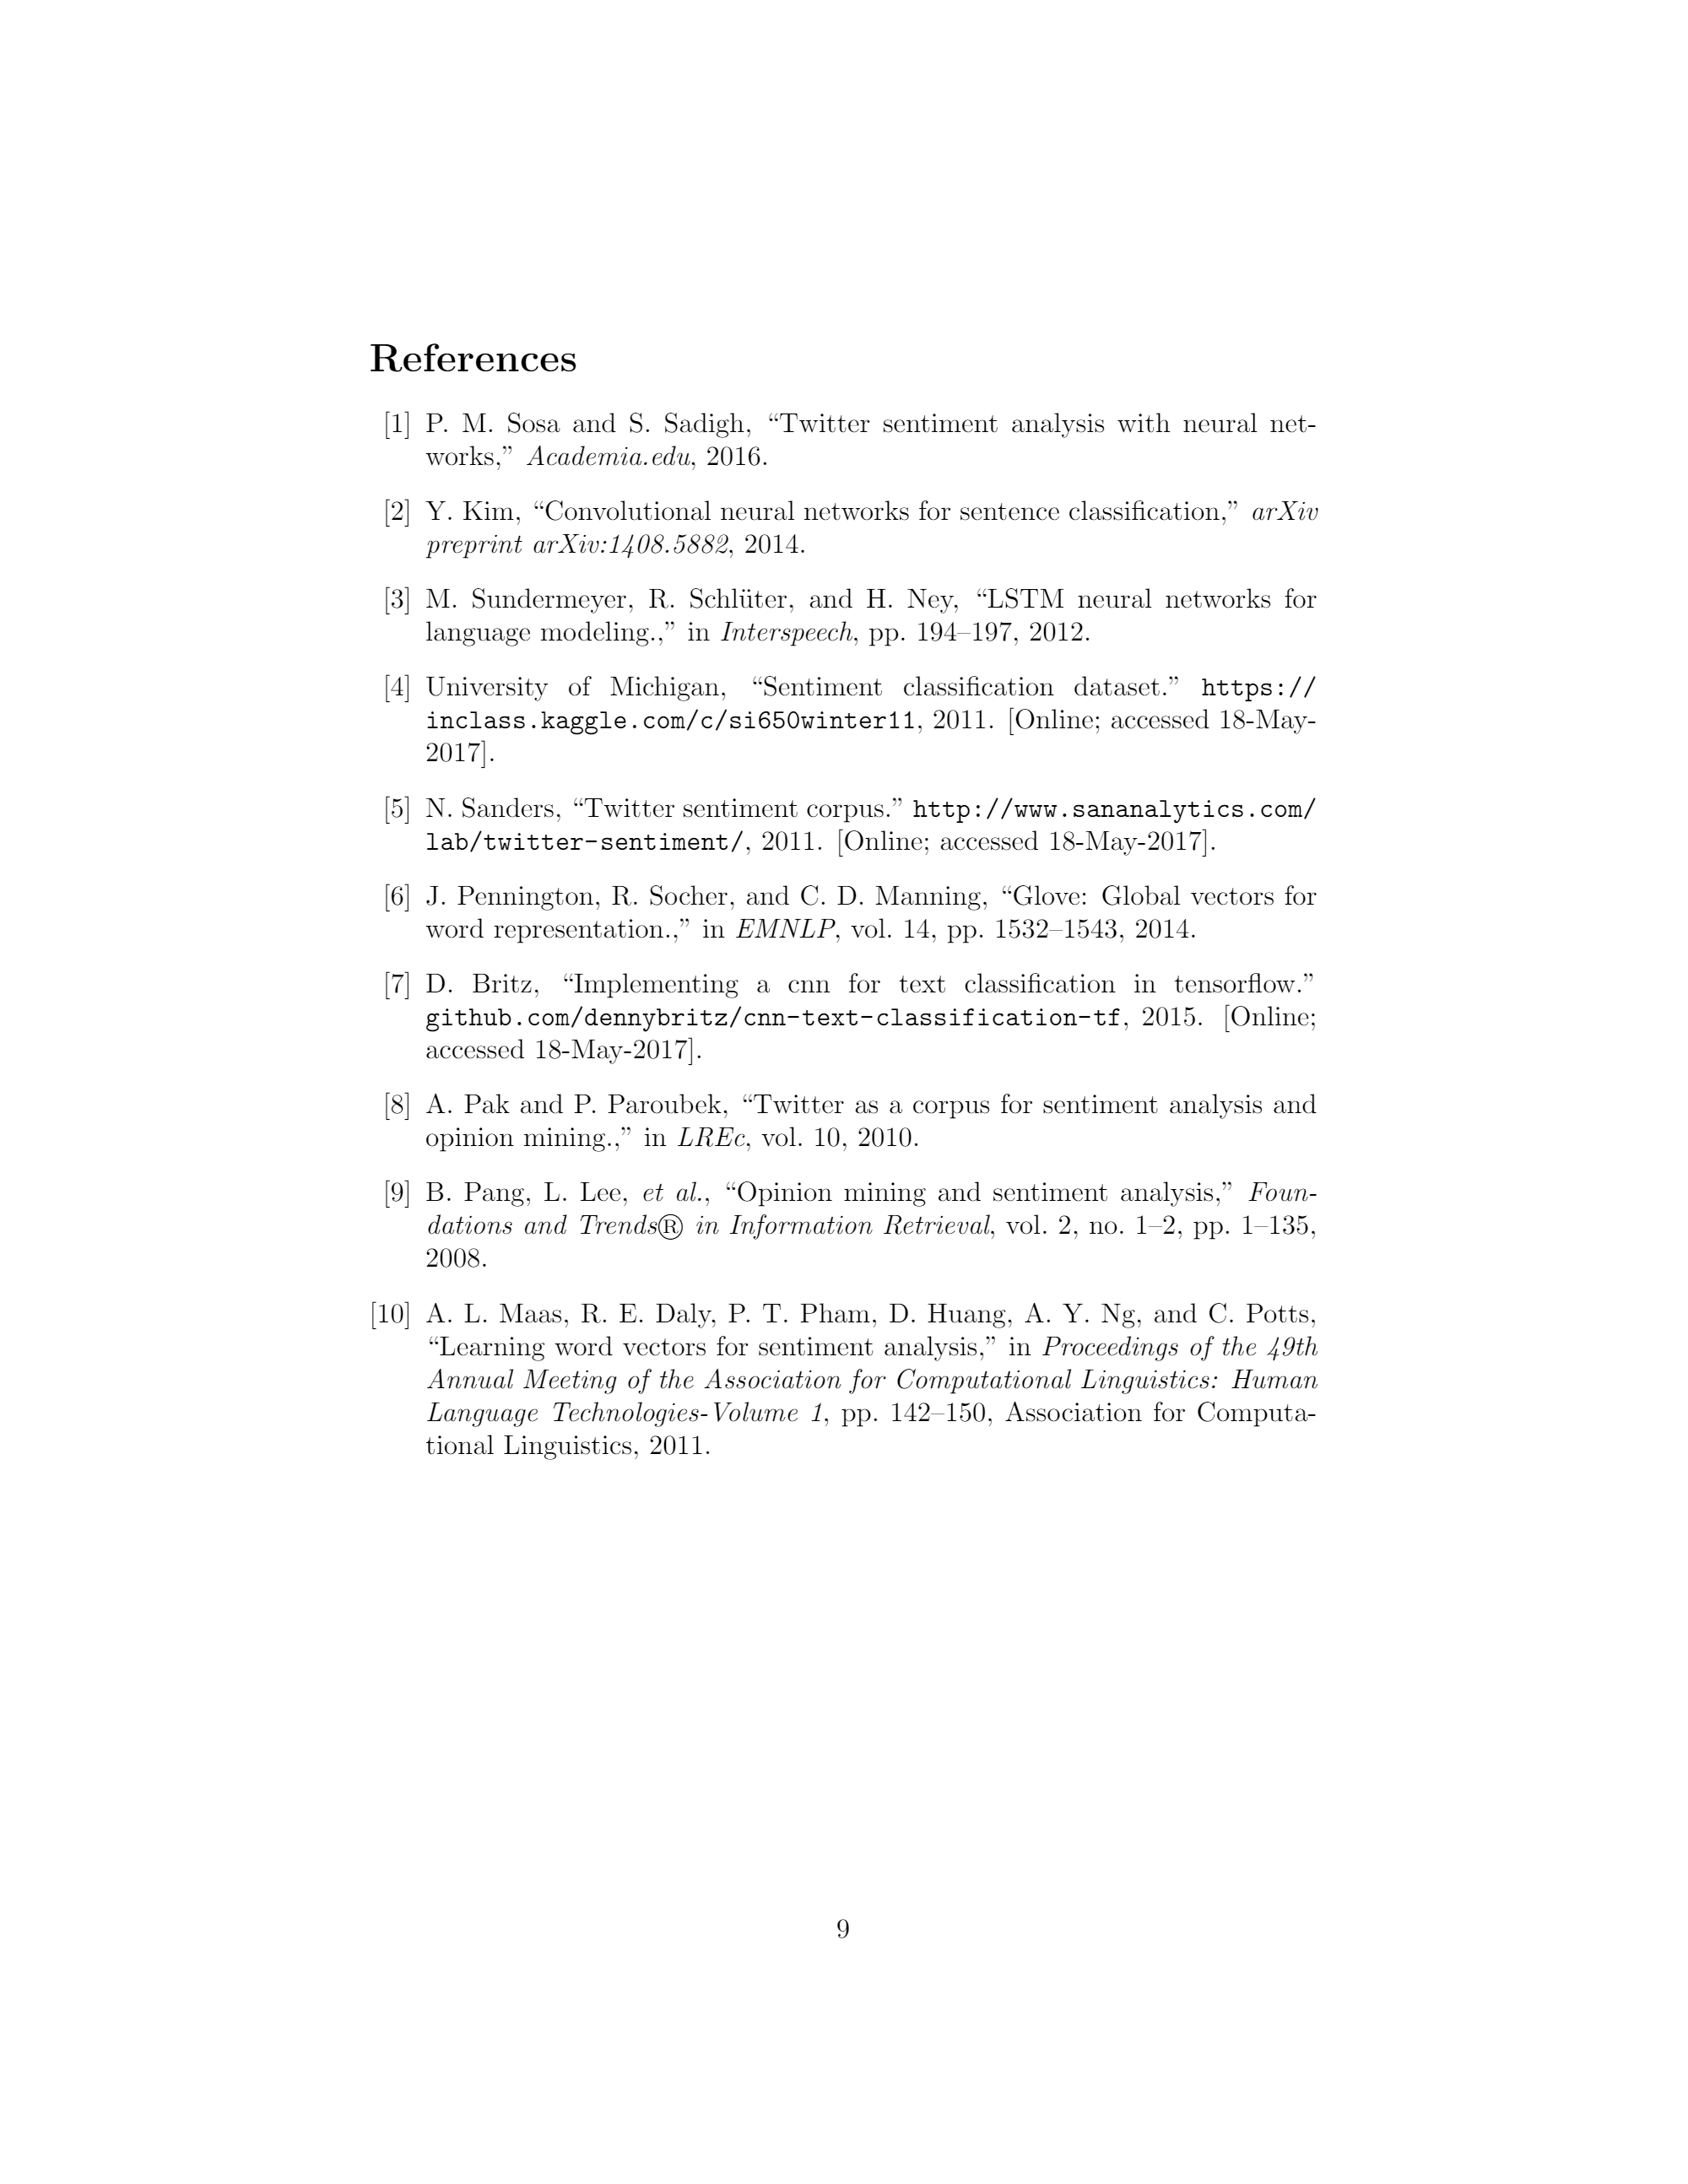 References
[1] P. M. Sosa and S. Sadigh, “Twitter sentiment analysis with neural net-
works,” Academia.edu, 2016.
[2] Y. Kim, “Convolutional neural networks for sentence classification,” arXiv
preprint arXiv:1408.5882, 2014.
[3] M. Sundermeyer, R. Schlüter, and H. Ney, “LSTM neural networks for
language modeling.,” in Interspeech, pp. 194–197, 2012.
[4] University of Michigan, “Sentiment classification dataset.” https://
inclass.kaggle.com/c/si650winter11, 2011. [Online; accessed 18-May-
2017].
[5] N. Sanders, “Twitter sentiment corpus.” http://www.sananalytics.com/
lab/twitter-sentiment/, 2011. [Online; accessed 18-May-2017].
[6] J. Pennington, R. Socher, and C. D. Manning, “Glove: Global vectors for
word representation.,” in EMNLP, vol. 14, pp. 1532–1543, 2014.
[7] D. Britz, “Implementing a cnn for text classification in tensorflow.”
github.com/dennybritz/cnn-text-classification-tf, 2015. [Online;
accessed 18-May-2017].
[8] A. Pak and P. Paroubek, “Twitter as a corpus for sentiment analysis and
opinion mining.,” in LREc, vol. 10, 2010.
[9] B. Pang, L. Lee, et al., “Opinion mining and sentiment analysis,” Foun-
dations and Trends® in Information Retrieval, vol. 2, no. 1–2, pp. 1–135,
2008.
[10] A. L. Maas, R. E. Daly, P. T. Pham, D. Huang, A. Y. Ng, and C. Potts,
“Learning word vectors for sentiment analysis,” in Proceedings of the 49th
Annual Meeting of the Association for Computational Linguistics: Human
Language Technologies-Volume 1, pp. 142–150, Association for Computa-
tional Linguistics, 2011.
9